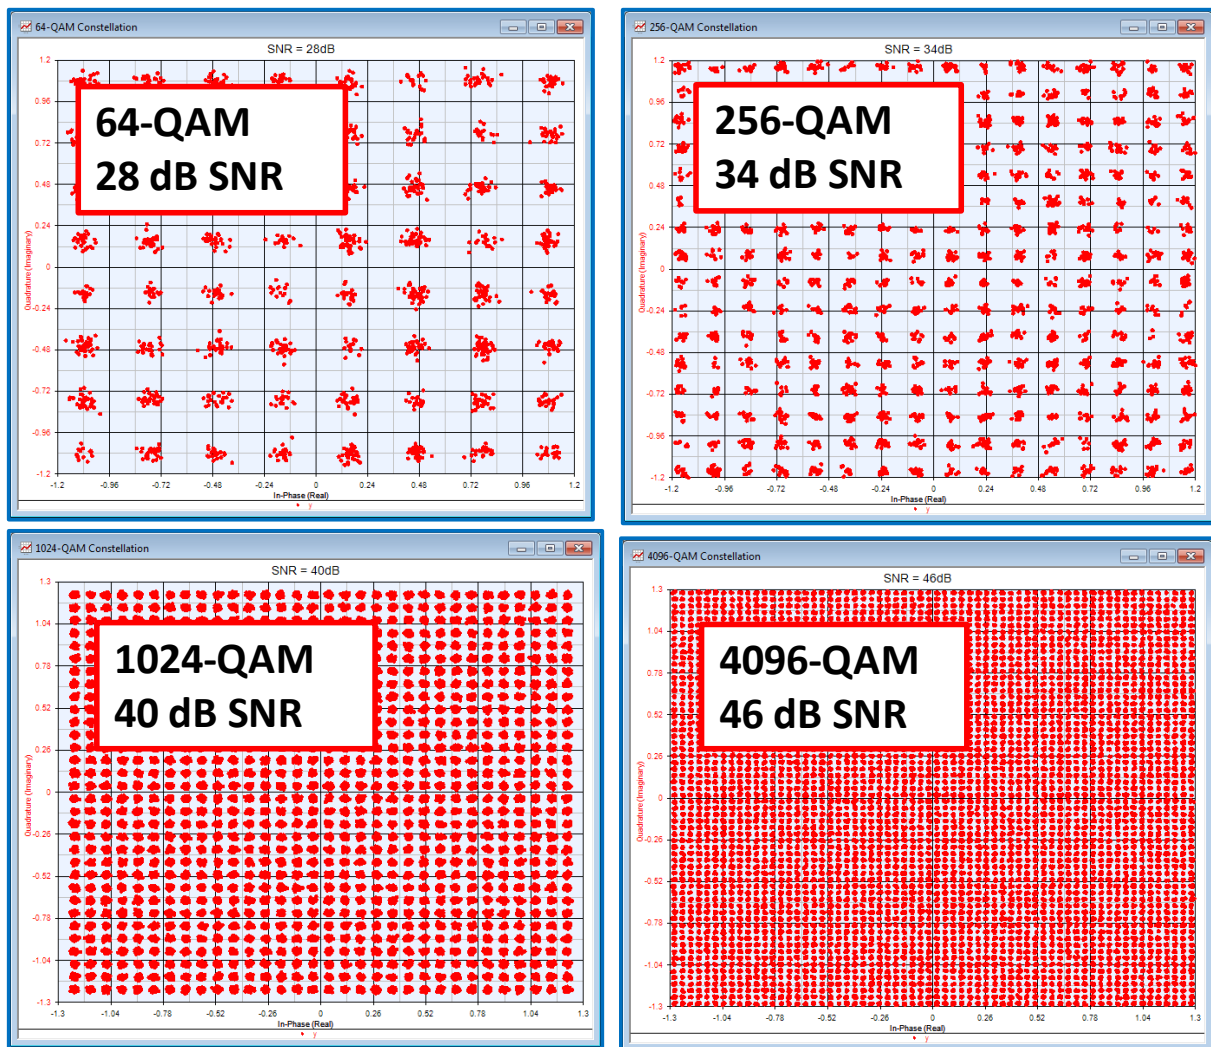 64-QAM Constellation
SNR = 28dB
64-QAM
28 dB SNR
1.2
0.96
0.72
0.48
0.24
0
-0.24
-0.48
-0.72
-0.96
-1.2
Quadrature (Imaginary)
-1.2 -0.96 -0.72 -0.48 -0.24 0 0.24 0.48 0.72 0.96 1.2
In-Phase (Real)
y
256-QAM Constellation
SNR = 34dB
256-QAM
34 dB SNR
1.2
0.96
0.72
0.48
0.24
0
-0.24
-0.48
-0.72
-0.96
-1.2
Quadrature (Imaginary)
-1.2 -0.96 -0.72 -0.48 -0.24 0 0.24 0.48 0.72 0.96 1.2
In-Phase (Real)
y
1024-QAM Constellation
SNR = 40dB
1024-QAM
40 dB SNR
1.3
1.04
0.78
0.52
0.26
0
-0.26
-0.52
-0.78
-1.04
-1.3
Quadrature (Imaginary)
-1.3 -1.04 -0.78 -0.52 -0.26 0 0.26 0.52 0.78 1.04 1.3
In-Phase (Real)
y
4096-QAM Constellation
SNR = 46dB
4096-QAM
46 dB SNR
1.3
1.04
0.78
0.52
0.26
0
-0.26
-0.52
-0.78
-1.04
-1.3
Quadrature (Imaginary)
-1.3 -1.04 -0.78 -0.52 -0.26 0 0.26 0.52 0.78 1.04 1.3
In-Phase (Real)
y